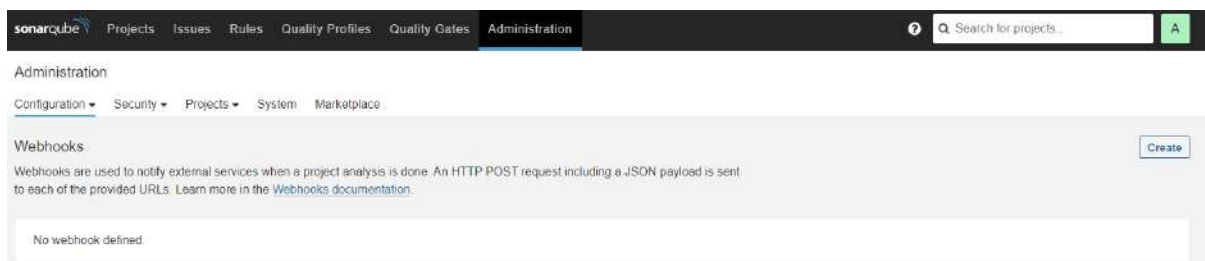 sonarqube Projects Issues Rules Quality Profiles Quality Gates Administration ? Search for projects... A
Administration
Configuration Security Projects System Marketplace
Webhooks Create
Webhooks are used to notify external services when a project analysis is done. An HTTP POST request including a JSON payload is sent
to each of the provided URLs. Learn more in the Webhooks documentation.
No webhook defined.